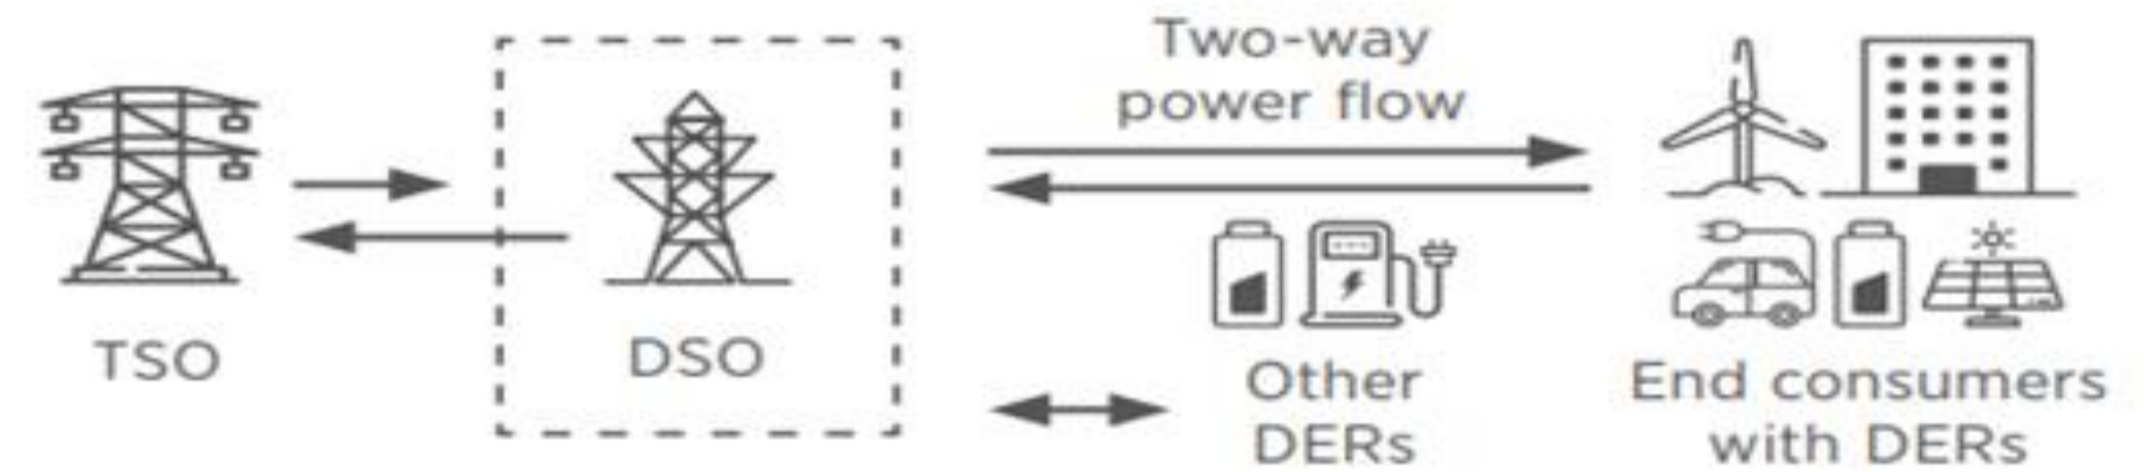 Two-way
power flow
TSO
DSO
Other
DERs
End consumers
with DERs